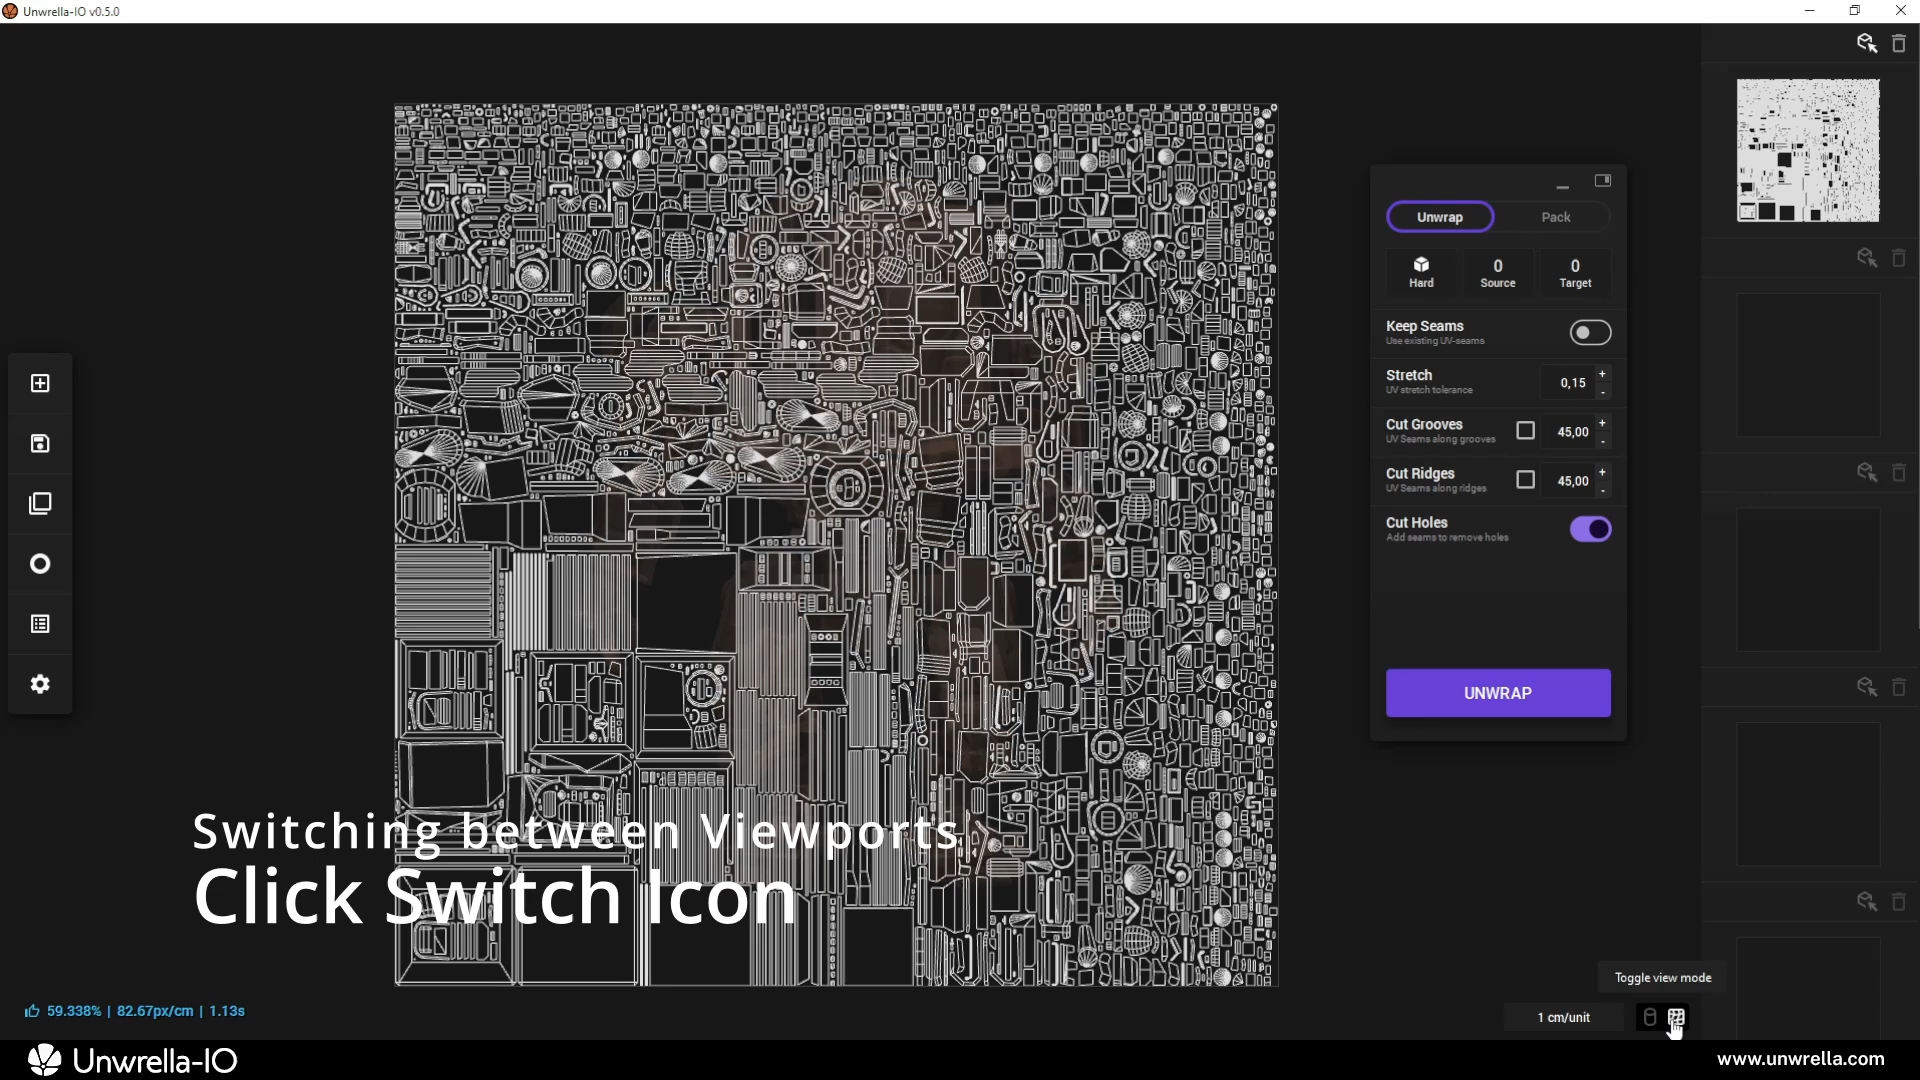 Unwrella-IO v0.5.0
Unwrap
Pack
Hard
0
Source
0
Target
Keep Seams
Use existing UV-seams
Stretch
UV stretch tolerance
0,15
+
-
Cut Grooves
UV Seams along grooves
45,00
+
-
Cut Ridges
UV Seams along ridges
45,00
+
-
Cut Holes
Add seams to remove holes
UNWRAP
Switching between Viewports
Click Switch Icon
Toggle view mode
59.338% | 82.67px/cm | 1.13s
1 cm/unit
Unwrella-IO
www.unwrella.com